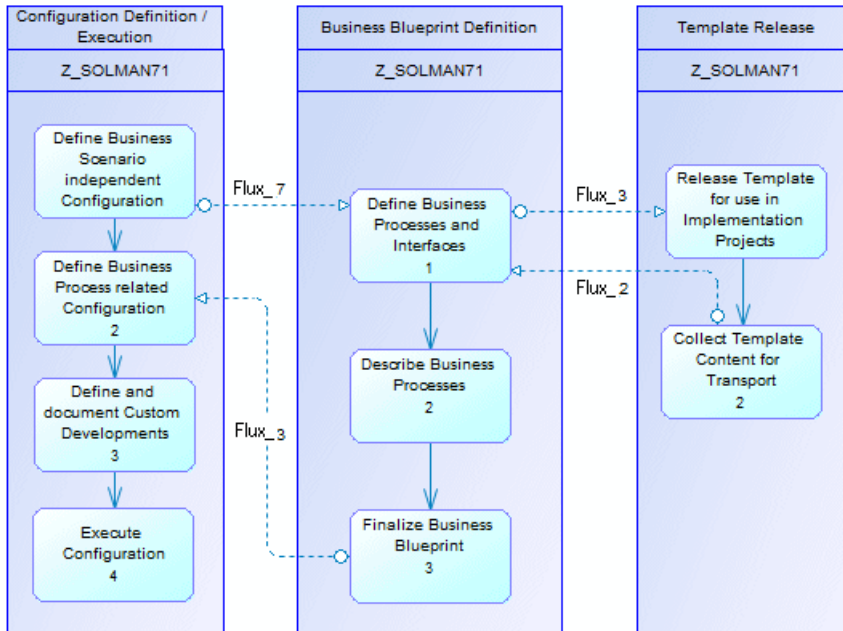 Configuration Definition /
Execution
Business Blueprint Definition
Template Release
Z_SOLMAN71
Z_SOLMAN71
Z_SOLMAN71
Define Business
Scenario
independent
Configuration
Define Business
Process related
Configuration
2
Define and
document Custom
Developments
3
Execute
Configuration
4
Flux_7
Flux_3
Define Business
Processes and
Interfaces
1
Describe Business
Processes
2
Finalize Business
Blueprint
3
Flux_3
Flux_2
Release Template
for use in
Implementation
Projects
Collect Template
Content for
Transport
2